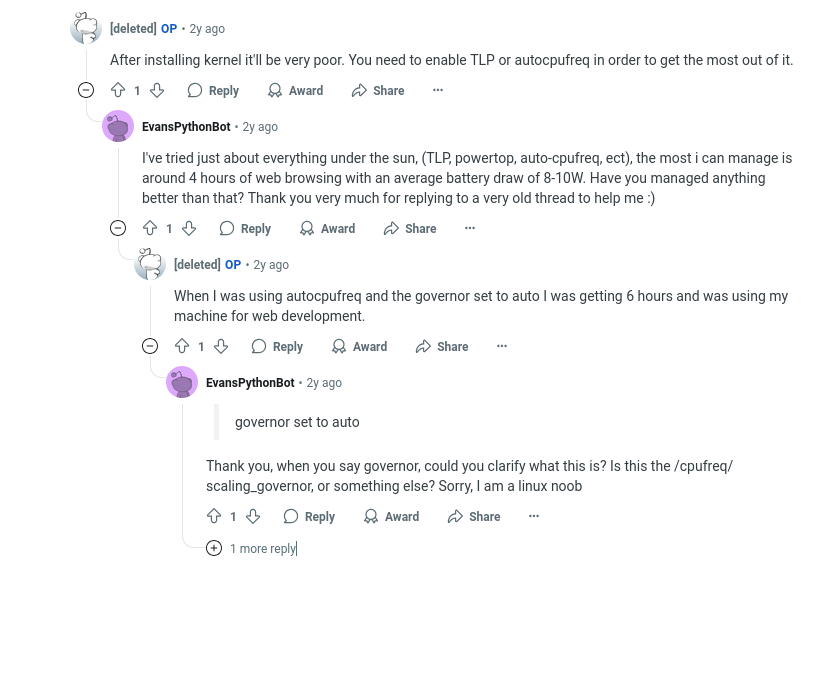 [deleted] OP • 2y ago
After installing kernel it'll be very poor. You need to enable TLP or autocpufreq in order to get the most out of it.
1 Reply Award Share ...
EvansPythonBot • 2y ago
I've tried just about everything under the sun, (TLP, powertop, auto-cpufreq, ect), the most i can manage is
around 4 hours of web browsing with an average battery draw of 8-10W. Have you managed anything
better than that? Thank you very much for replying to a very old thread to help me :)
1 Reply Award Share ...
[deleted] OP • 2y ago
When I was using autocpufreq and the governor set to auto I was getting 6 hours and was using my
machine for web development.
1 Reply Award Share ...
EvansPythonBot • 2y ago
governor set to auto
Thank you, when you say governor, could you clarify what this is? Is this the /cpufreq/
scaling_governor, or something else? Sorry, I am a linux noob
1 Reply Award Share ...
1 more reply